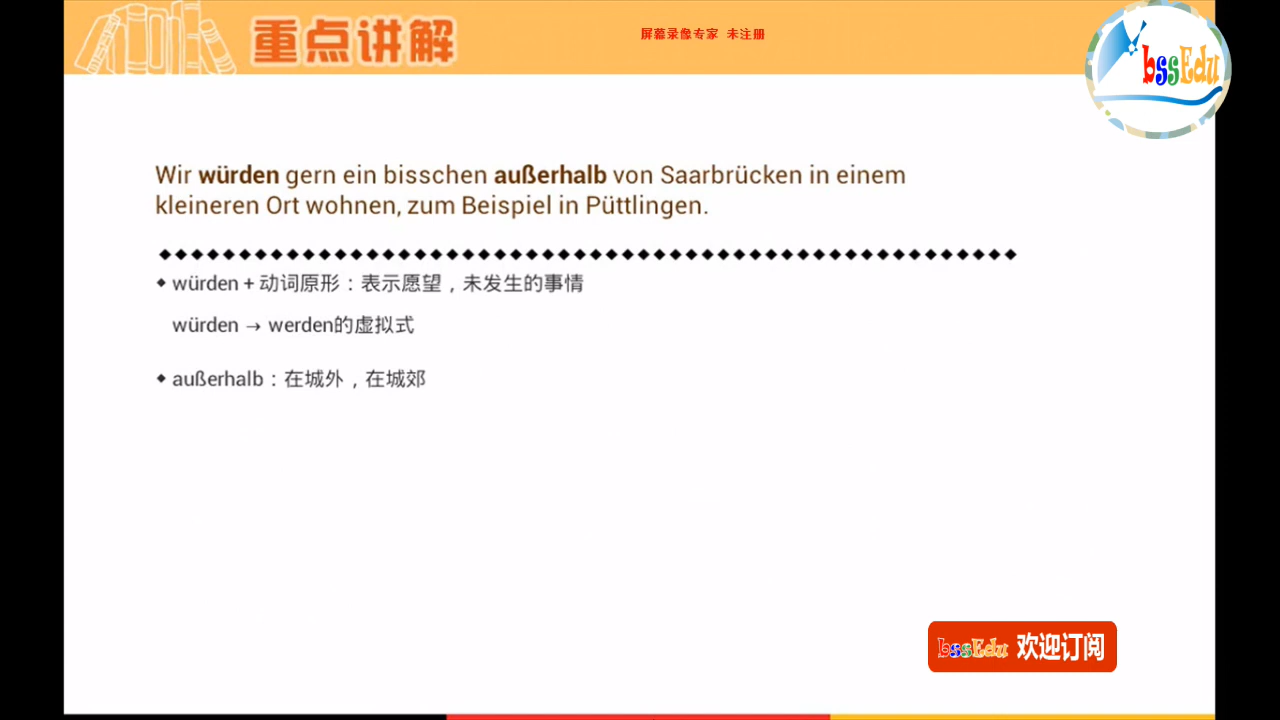 重点讲解
屏幕录像专家 未注册
bssEdu
Wir würden gern ein bisschen außerhalb von Saarbrücken in einem
kleineren Ort wohnen, zum Beispiel in Püttlingen.
würden + 动词原形：表示愿望，未发生的事情
würden → werden的虚拟式
außerhalb：在城外，在城郊
bssEdu 欢迎订阅